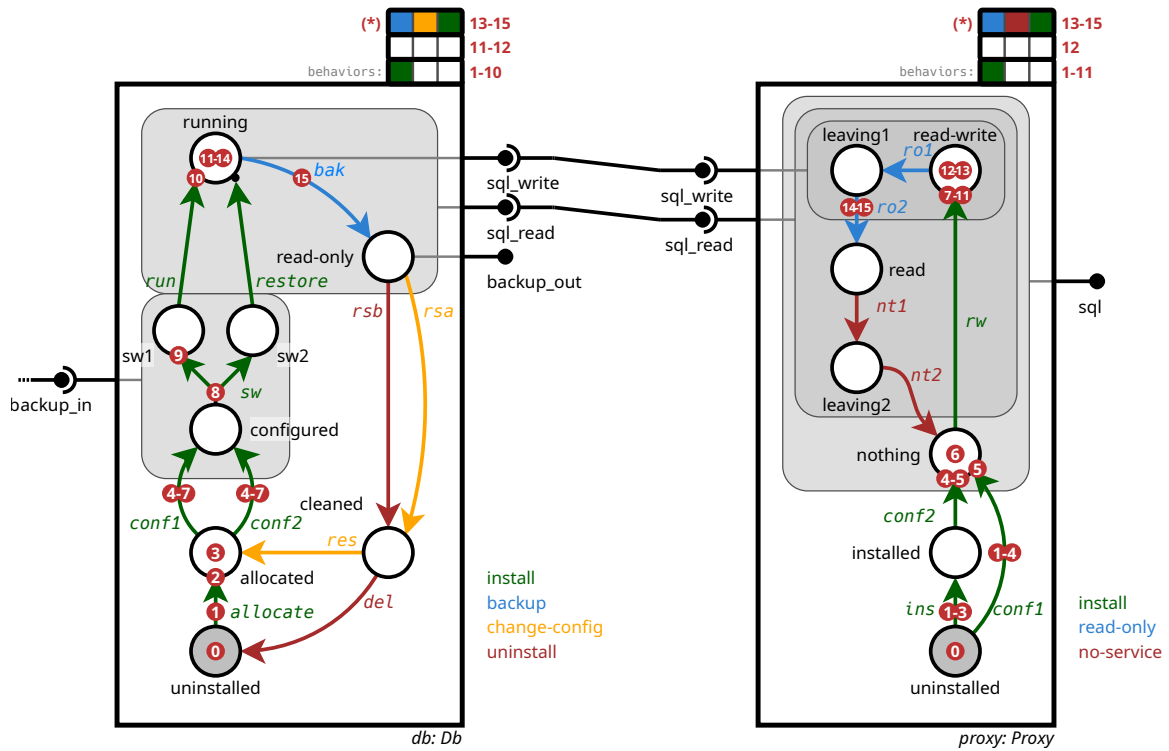 (*)
13-15
11-12
behaviors:
1-10
running
11-14
10
bak
15
sql_write
sql_read
read-only
backup_out
run
restore
rsb
rsa
sw1
9
sw2
8
sw
backup_in
configured
4-7
4-7
conf1
conf2
cleaned
3
res
2
allocated
1
allocate
del
0
uninstalled
install
backup
change-config
uninstall
db: Db
(*)
13-15
12
behaviors:
1-11
leaving1
read-write
ro1
12-13
7-11
sql_write
14-15
ro2
sql_read
read
sql
nt1
rw
nt2
leaving2
nothing
6
5
4-5
conf2
installed
1-4
ins
1-3
conf1
0
uninstalled
install
read-only
no-service
proxy: Proxy